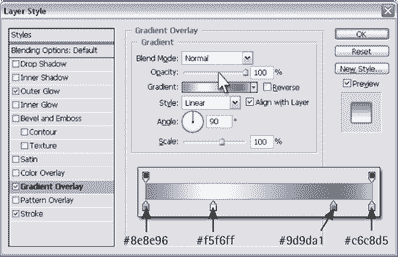 Layer Style
Styles
Blending Options: Default
Drop Shadow
Inner Shadow
Outer Glow
Inner Glow
Bevel and Emboss
Contour
Texture
Satin
Color Overlay
Gradient Overlay
Pattern Overlay
Stroke
Gradient Overlay
Gradient
Blend Mode: Normal
Opacity: 100 %
Gradient: Reverse
Style: Linear Align with Layer
Angle: 90 °
Scale: 100 %
#8e8e96 #f5f6ff #9d9da1 #c6c8d5
OK
Reset
New Style...
Preview